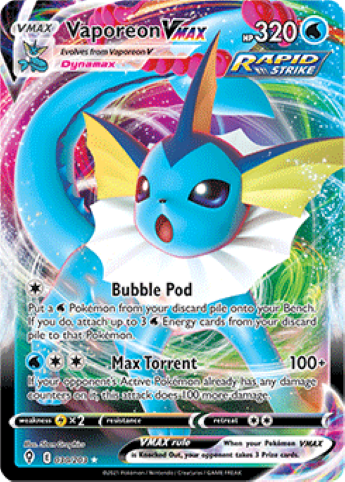 VMAX
Vaporeon VMAX
HP 320
Evolves from Vaporeon V
Dynamax
RAPID
STRIKE
Bubble Pod
Put a Pokémon from your discard pile onto your Bench.
If you do, attach up to 3 Energy cards from your discard
pile to that Pokémon.
Max Torrent 100+
If your opponent's Active Pokémon already has any damage
counters on it, this attack does 100 more damage.
weakness ×2 resistance retreat
VMAX rule When your Pokémon VMAX
is Knocked Out, your opponent takes 3 Prize cards.
030/203
©2021 Pokémon / Nintendo / Creatures / GAME FREAK